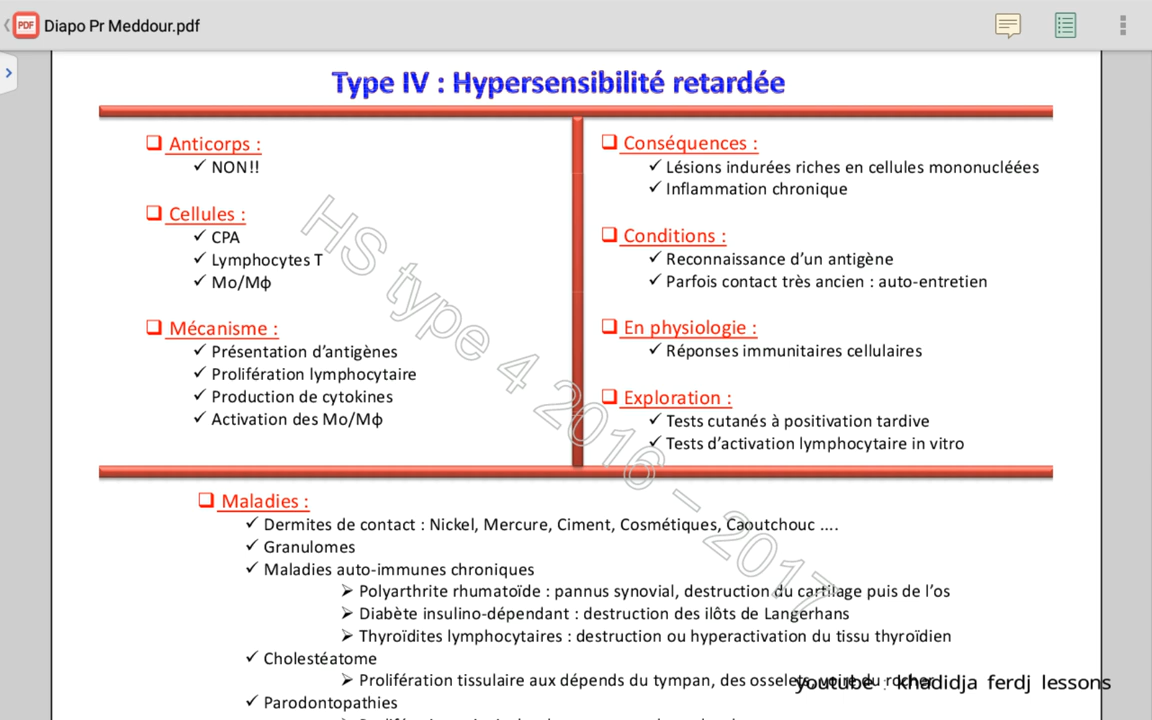 PDF Diapo Pr Meddour.pdf
Type IV : Hypersensibilité retardée
Anticorps :
NON!!
Cellules :
CPA
Lymphocytes T
Mo/Mϕ
Mécanisme :
Présentation d’antigènes
Prolifération lymphocytaire
Production de cytokines
Activation des Mo/Mϕ
Conséquences :
Lésions indurées riches en cellules mononucléées
Inflammation chronique
Conditions :
Reconnaissance d’un antigène
Parfois contact très ancien : auto-entretien
En physiologie :
Réponses immunitaires cellulaires
Exploration :
Tests cutanés à positivation tardive
Tests d’activation lymphocytaire in vitro
HS type 4 2016 – 2017
Maladies :
Dermites de contact : Nickel, Mercure, Ciment, Cosmétiques, Caoutchouc ....
Granulomes
Maladies auto-immunes chroniques
Polyarthrite rhumatoïde : pannus synovial, destruction du cartilage puis de l’os
Diabète insulino-dépendant : destruction des ilôts de Langerhans
Thyroïdites lymphocytaires : destruction ou hyperactivation du tissu thyroïdien
Cholestéatome
Prolifération tissulaire aux dépends du tympan, des osselets, voire du rocher
youtube : khadidja ferdj lessons
Parodontopathies